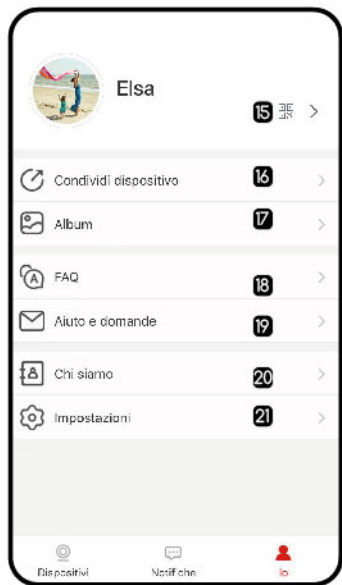 Elsa
15
Condividi dispositivo 16
Album 17
FAQ 18
Aiuto e domande 19
Chi siamo 20
Impostazioni 21
Dispositivi Notifiche Io